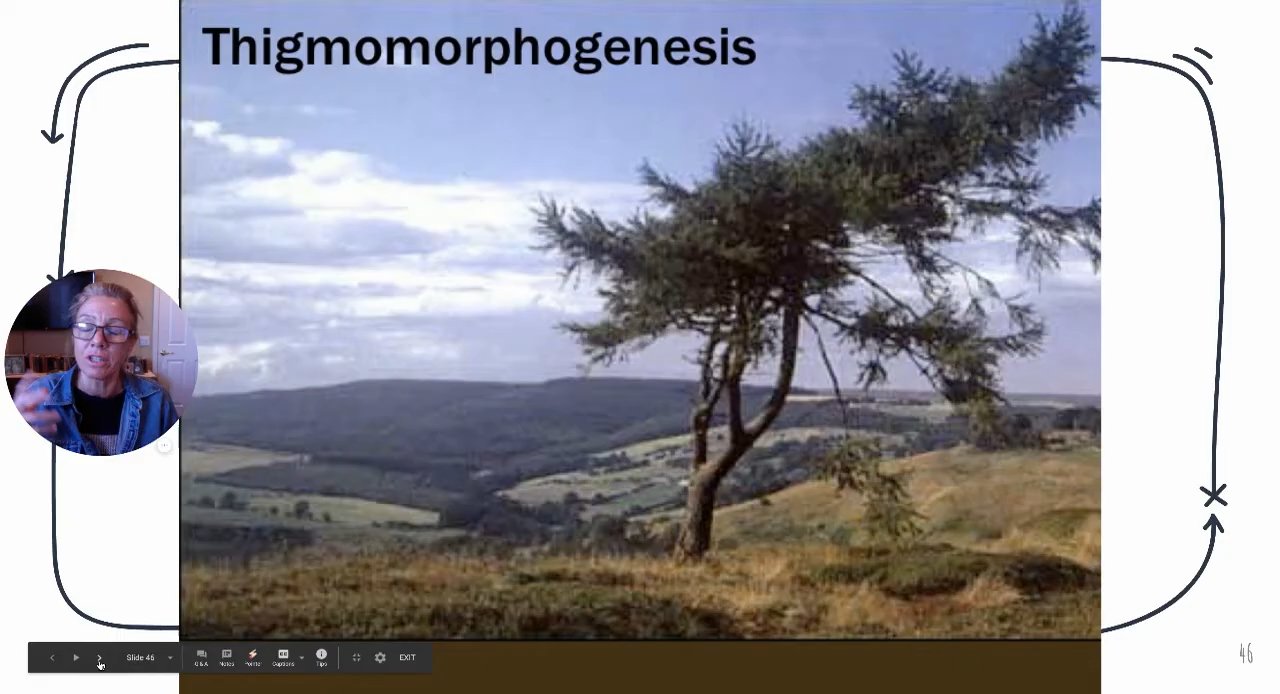 Thigmomorphogenesis
Slide 46
Q & A
Notes
Pointer
Captions
Tips
EXIT
46